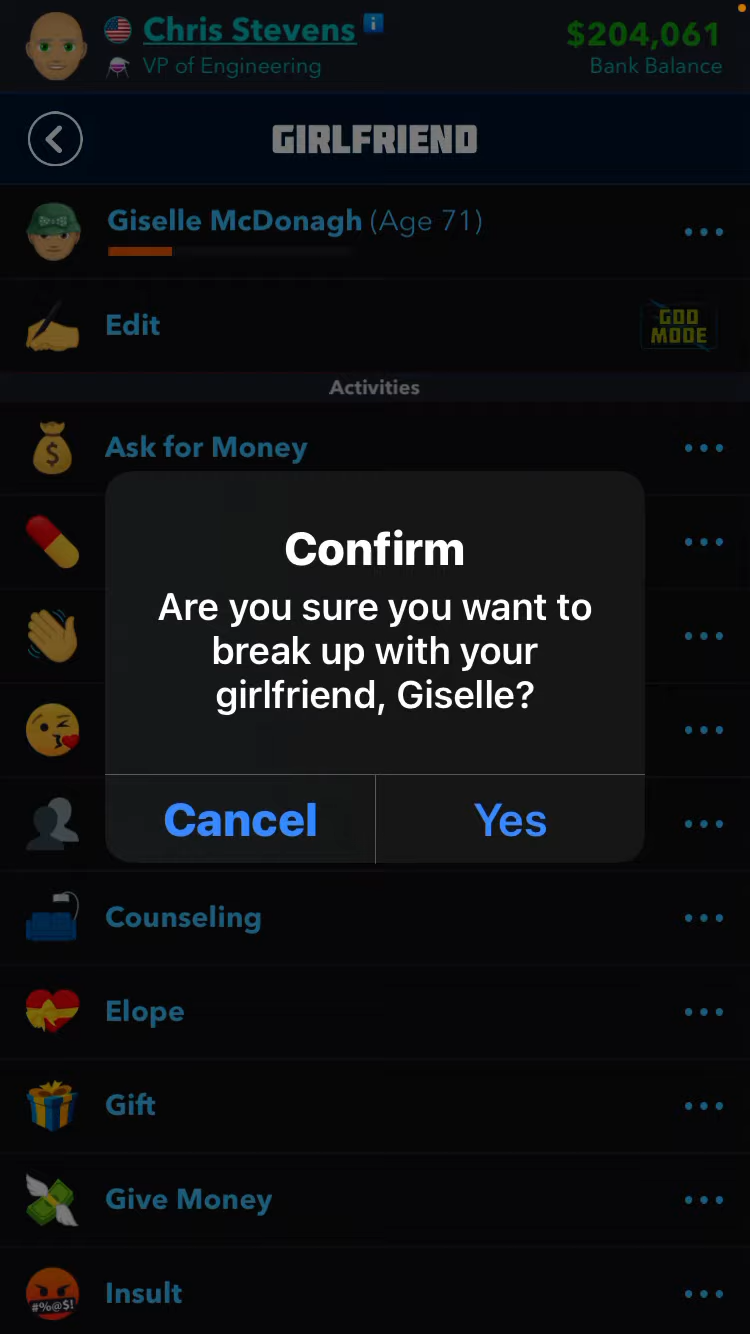 Chris Stevens
$204,061
VP of Engineering
Bank Balance
GIRLFRIEND
Giselle McDonagh (Age 71)
Edit
GOD
MODE
Activities
Ask for Money
Confirm
Are you sure you want to
break up with your
girlfriend, Giselle?
Cancel
Yes
Counseling
Elope
Gift
Give Money
#%@$!
Insult